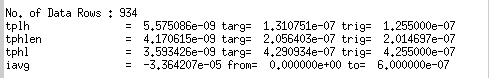 No. of Data Rows : 934
tplh = 5.575086e-09 targ= 1.310751e-07 trig= 1.255000e-07
tphlen = 4.170615e-09 targ= 2.056403e-07 trig= 2.014697e-07
tphl = 3.593426e-09 targ= 4.290934e-07 trig= 4.255000e-07
iavg = -3.364207e-05 from= 0.000000e+00 to= 6.000000e-07